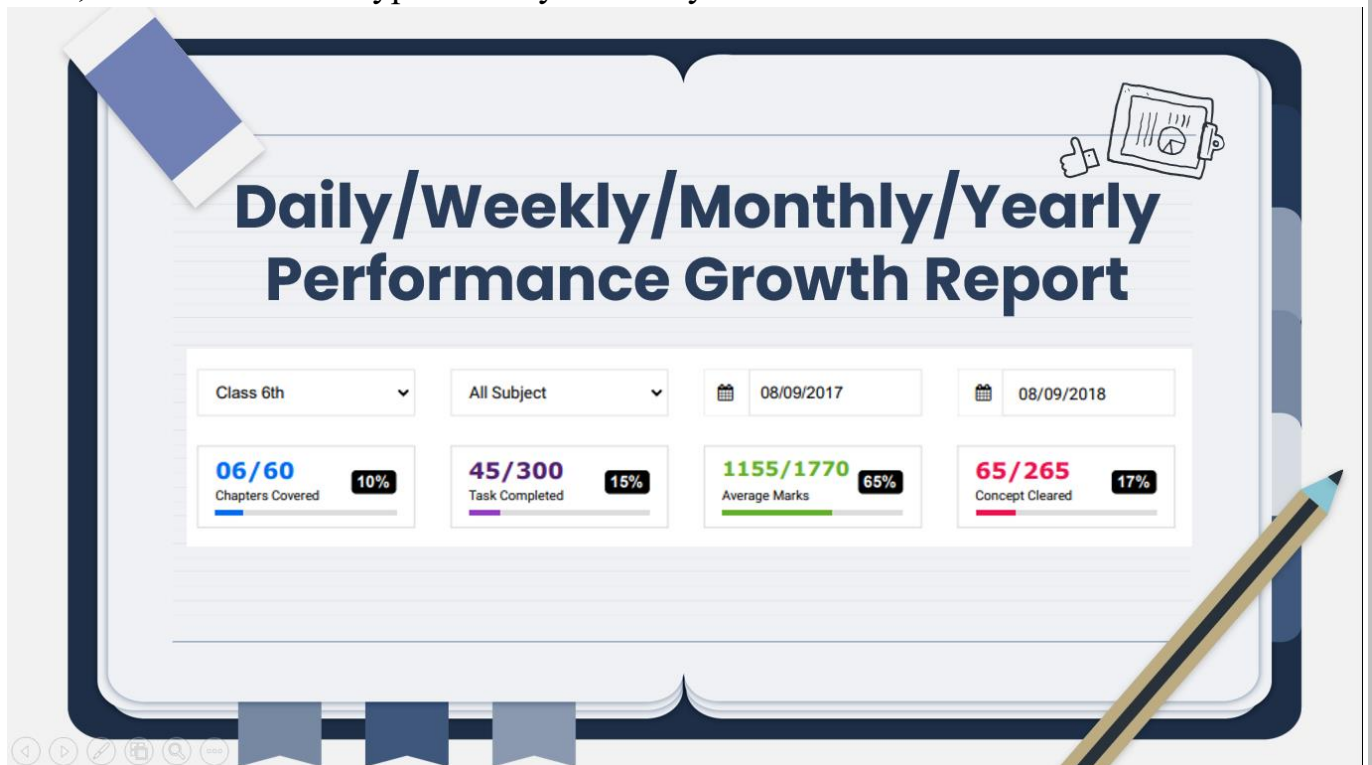 Daily/Weekly/Monthly/Yearly
Performance Growth Report
Class 6th
All Subject
08/09/2017
08/09/2018
06/60
10%
Chapters Covered
45/300
15%
Task Completed
1155/1770
65%
Average Marks
65/265
17%
Concept Cleared